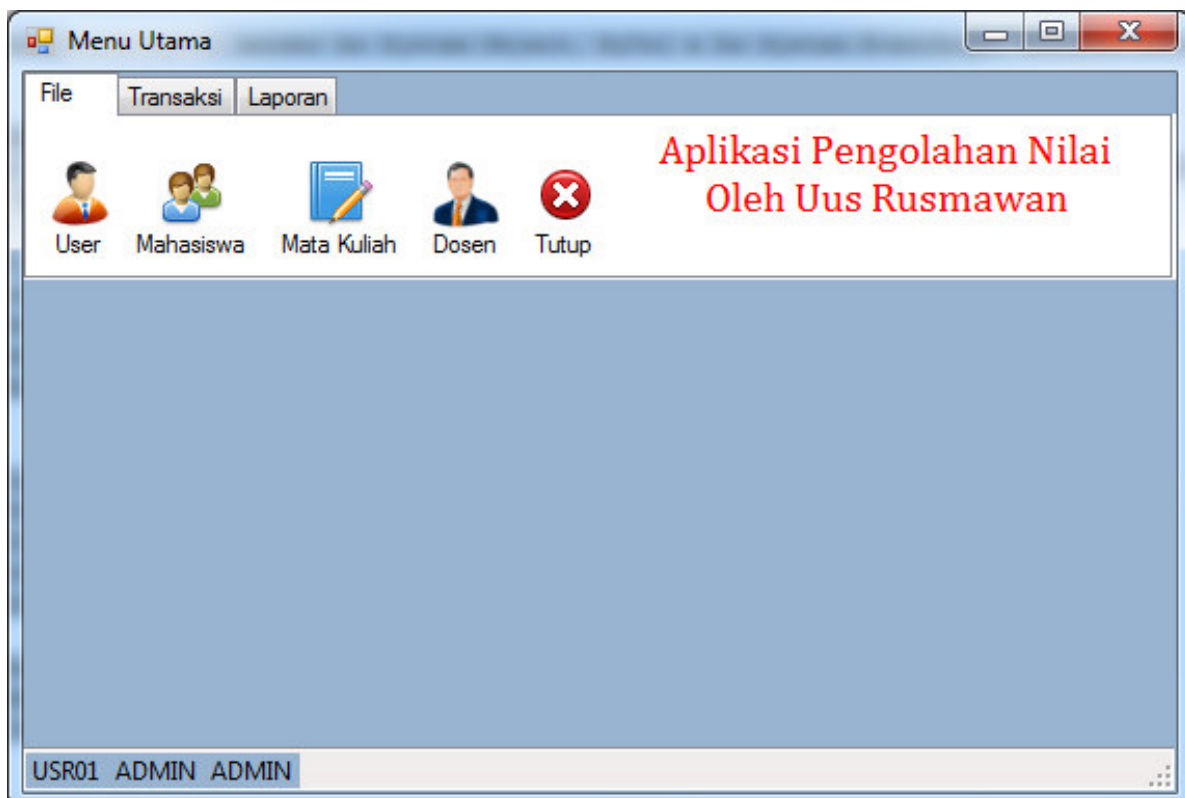 Menu Utama
File Transaksi Laporan
Aplikasi Pengolahan Nilai
Oleh Uus Rusmawan
User Mahasiswa Mata Kuliah Dosen Tutup
USR01 ADMIN ADMIN